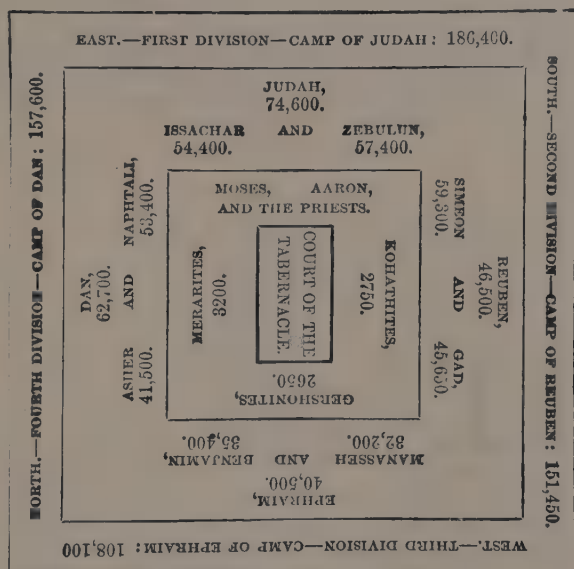 EAST.—FIRST DIVISION—CAMP OF JUDAH: 186,400.
JUDAH,
74,600.
ISSACHAR AND ZEBULUN,
54,400. 57,400.
MOSES, AARON,
AND THE PRIESTS.
COURT OF THE
TABERNACLE.
KOHATHITES,
2750.
GERSHONITES,
2650.
MERARITES,
3200.
SOUTH.—SECOND DIVISION—CAMP OF REUBEN: 151,450.
REUBEN,
46,500.
SIMEON AND GAD,
59,300. 45,650.
WEST.—THIRD DIVISION—CAMP OF EPHRAIM: 108,100
EPHRAIM,
40,500.
MANASSEH AND BENJAMIN,
32,200. 35,400.
NORTH.—FOURTH DIVISION—CAMP OF DAN: 157,600.
DAN,
62,700.
ASHER AND NAPHTALI,
41,500. 53,400.